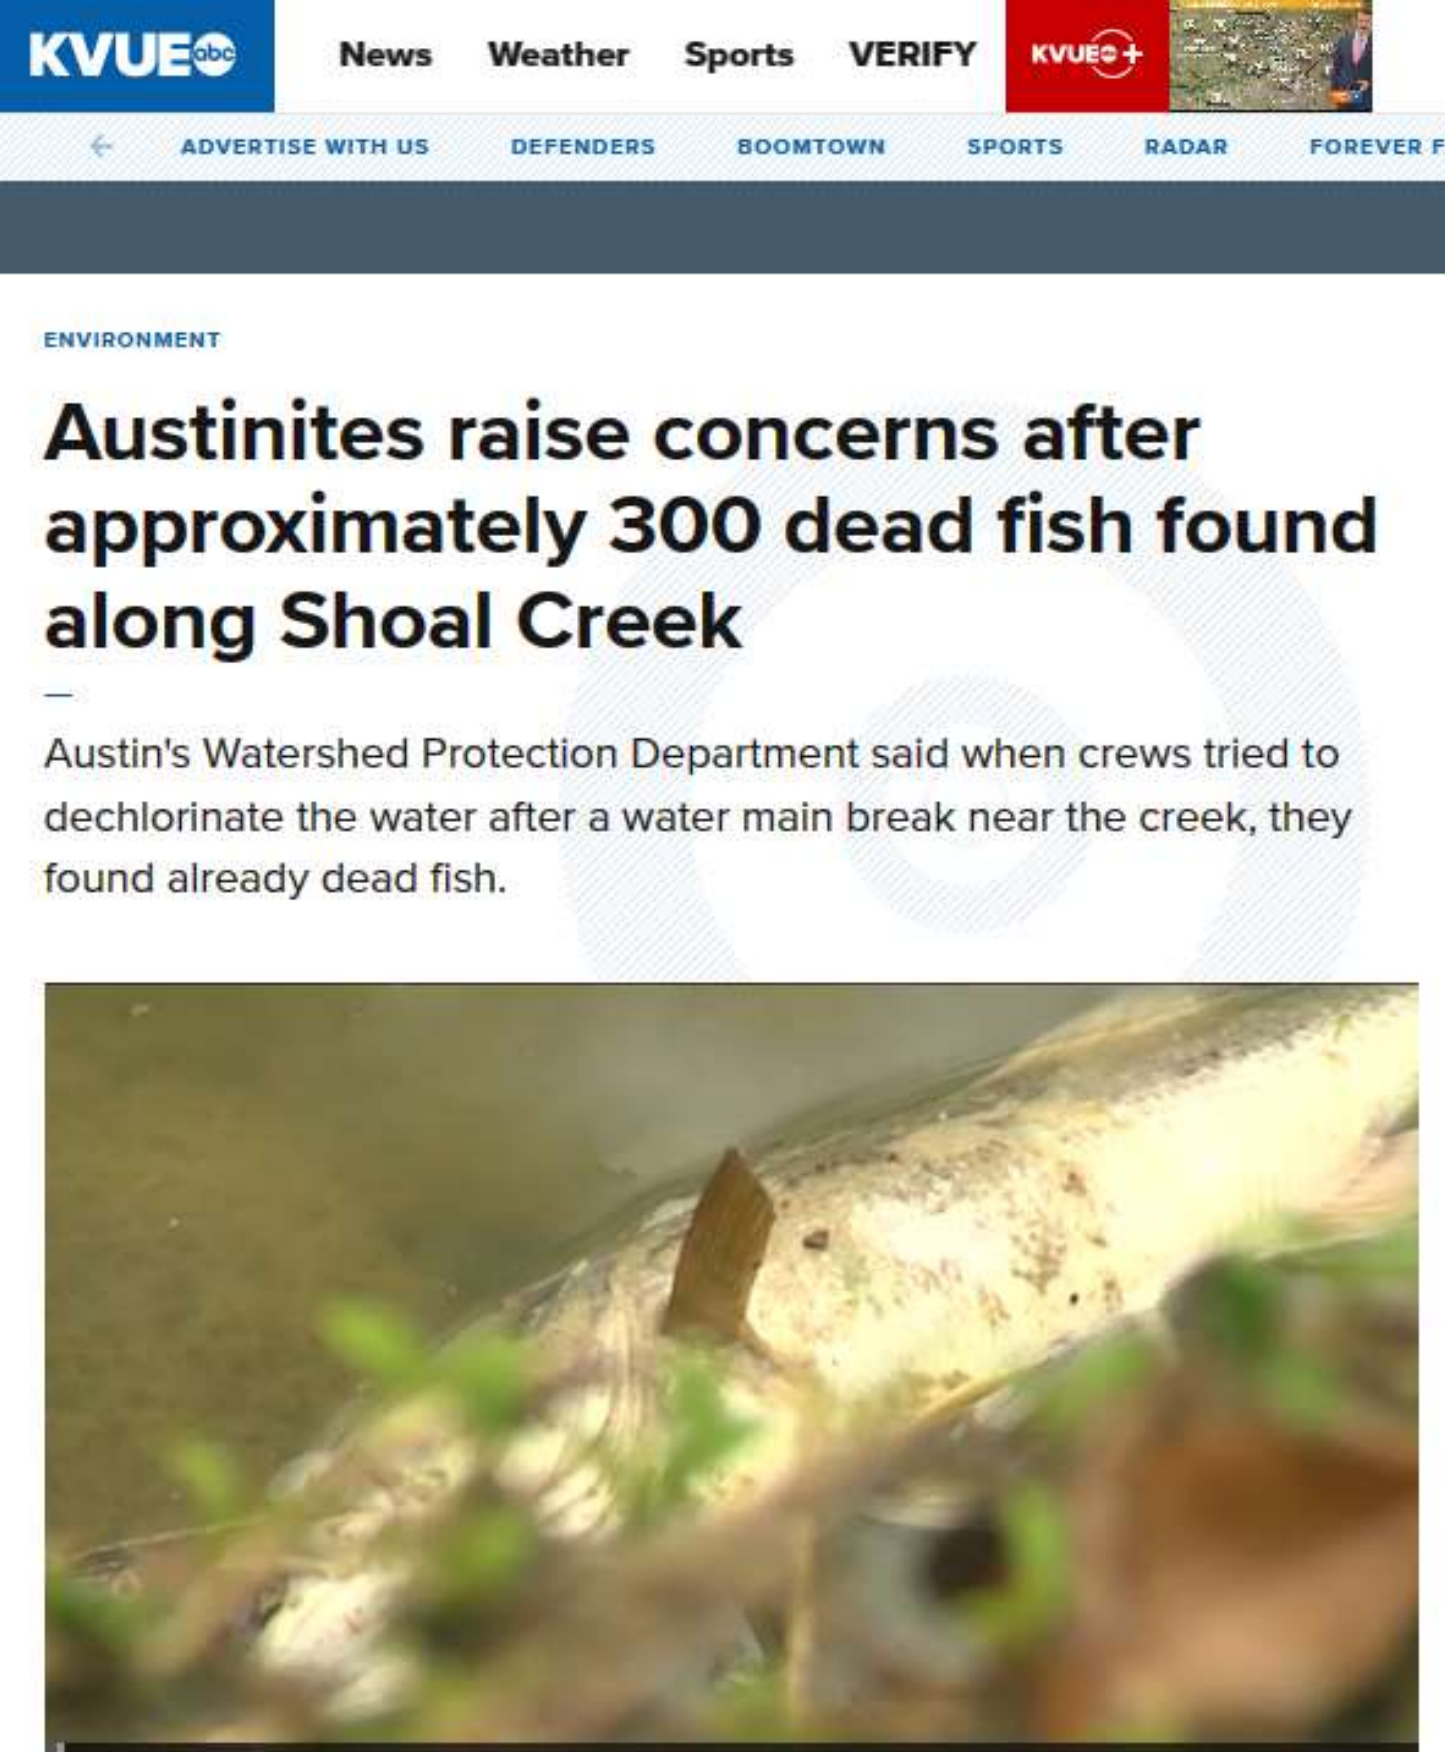 KVUE abc
News Weather Sports VERIFY KVUE+
ADVERTISE WITH US DEFENDERS BOOMTOWN SPORTS RADAR FOREVER F
ENVIRONMENT
Austinites raise concerns after
approximately 300 dead fish found
along Shoal Creek
Austin's Watershed Protection Department said when crews tried to
dechlorinate the water after a water main break near the creek, they
found already dead fish.